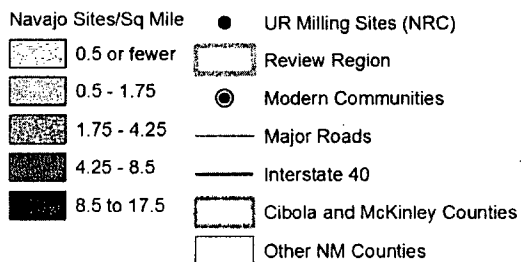 Navajo Sites/Sq Mile
0.5 or fewer
0.5 - 1.75
1.75 - 4.25
4.25 - 8.5
8.5 to 17.5
UR Milling Sites (NRC)
Review Region
Modern Communities
Major Roads
Interstate 40
Cibola and McKinley Counties
Other NM Counties